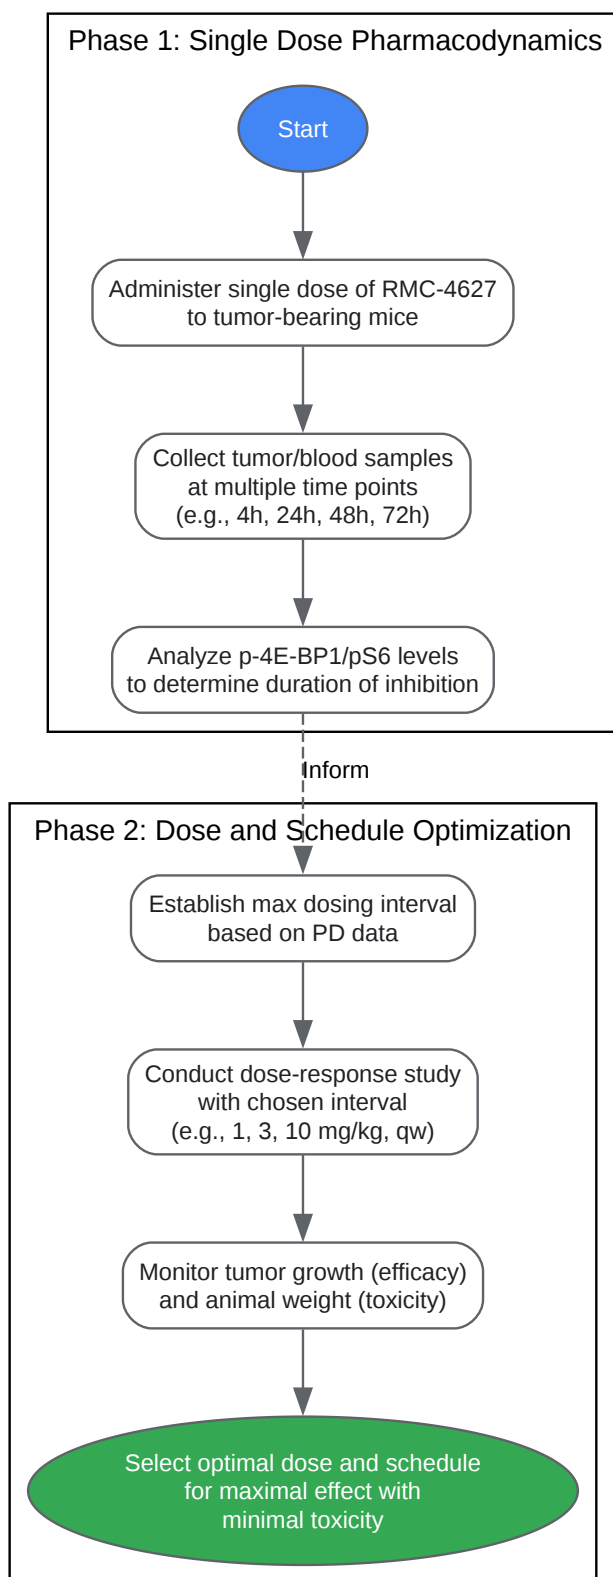 Phase 1: Single Dose Pharmacodynamics
Start
Administer single dose of RMC-4627
to tumor-bearing mice
Collect tumor/blood samples
at multiple time points
(e.g., 4h, 24h, 48h, 72h)
Analyze p-4E-BP1/pS6 levels
to determine duration of inhibition
Inform
Phase 2: Dose and Schedule Optimization
Establish max dosing interval
based on PD data
Conduct dose-response study
with chosen interval
(e.g., 1, 3, 10 mg/kg, qw)
Monitor tumor growth (efficacy)
and animal weight (toxicity)
Select optimal dose and schedule
for maximal effect with
minimal toxicity